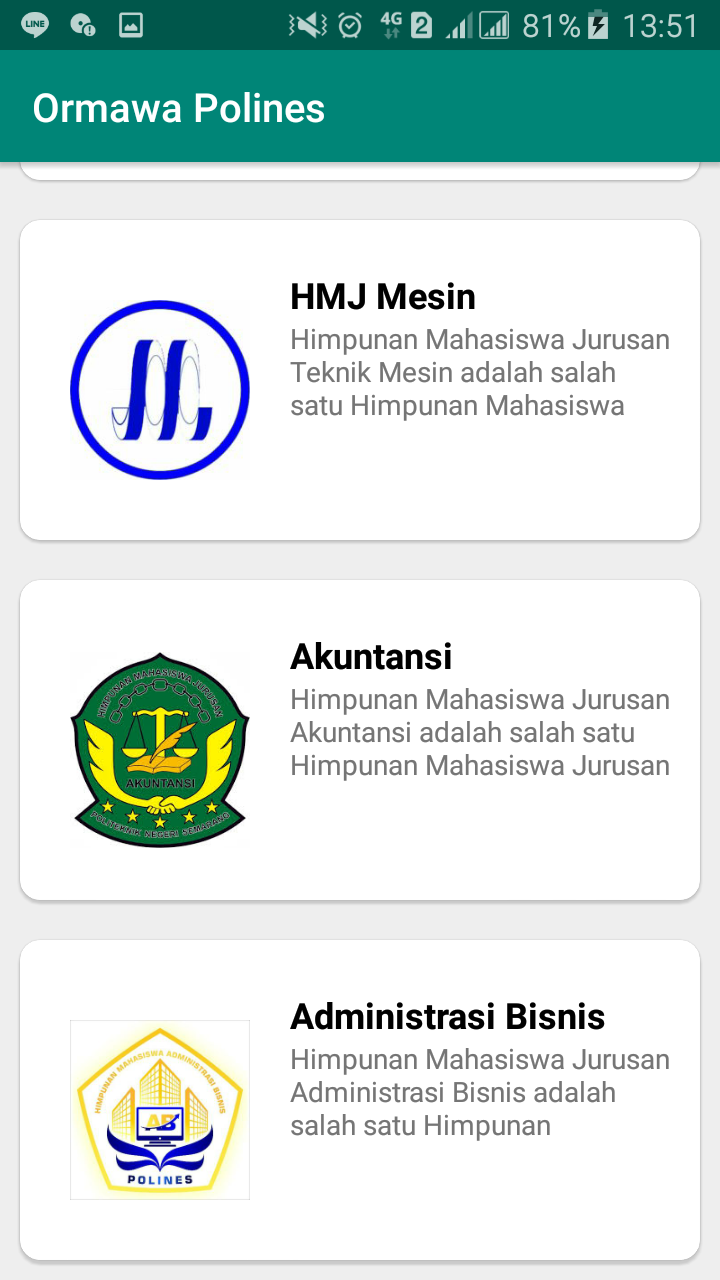 LINE
4G
2
81%
13:51
Ormawa Polines
HMJ Mesin
Himpunan Mahasiswa Jurusan
Teknik Mesin adalah salah
satu Himpunan Mahasiswa
HIMPUNAN MAHASISWA JURUSAN
AKUNTANSI
POLITEKNIK NEGERI SEMARANG
Akuntansi
Himpunan Mahasiswa Jurusan
Akuntansi adalah salah satu
Himpunan Mahasiswa Jurusan
HIMPUNAN MAHASISWA ADMINISTRASI BISNIS
AB
POLINES
Administrasi Bisnis
Himpunan Mahasiswa Jurusan
Administrasi Bisnis adalah
salah satu Himpunan